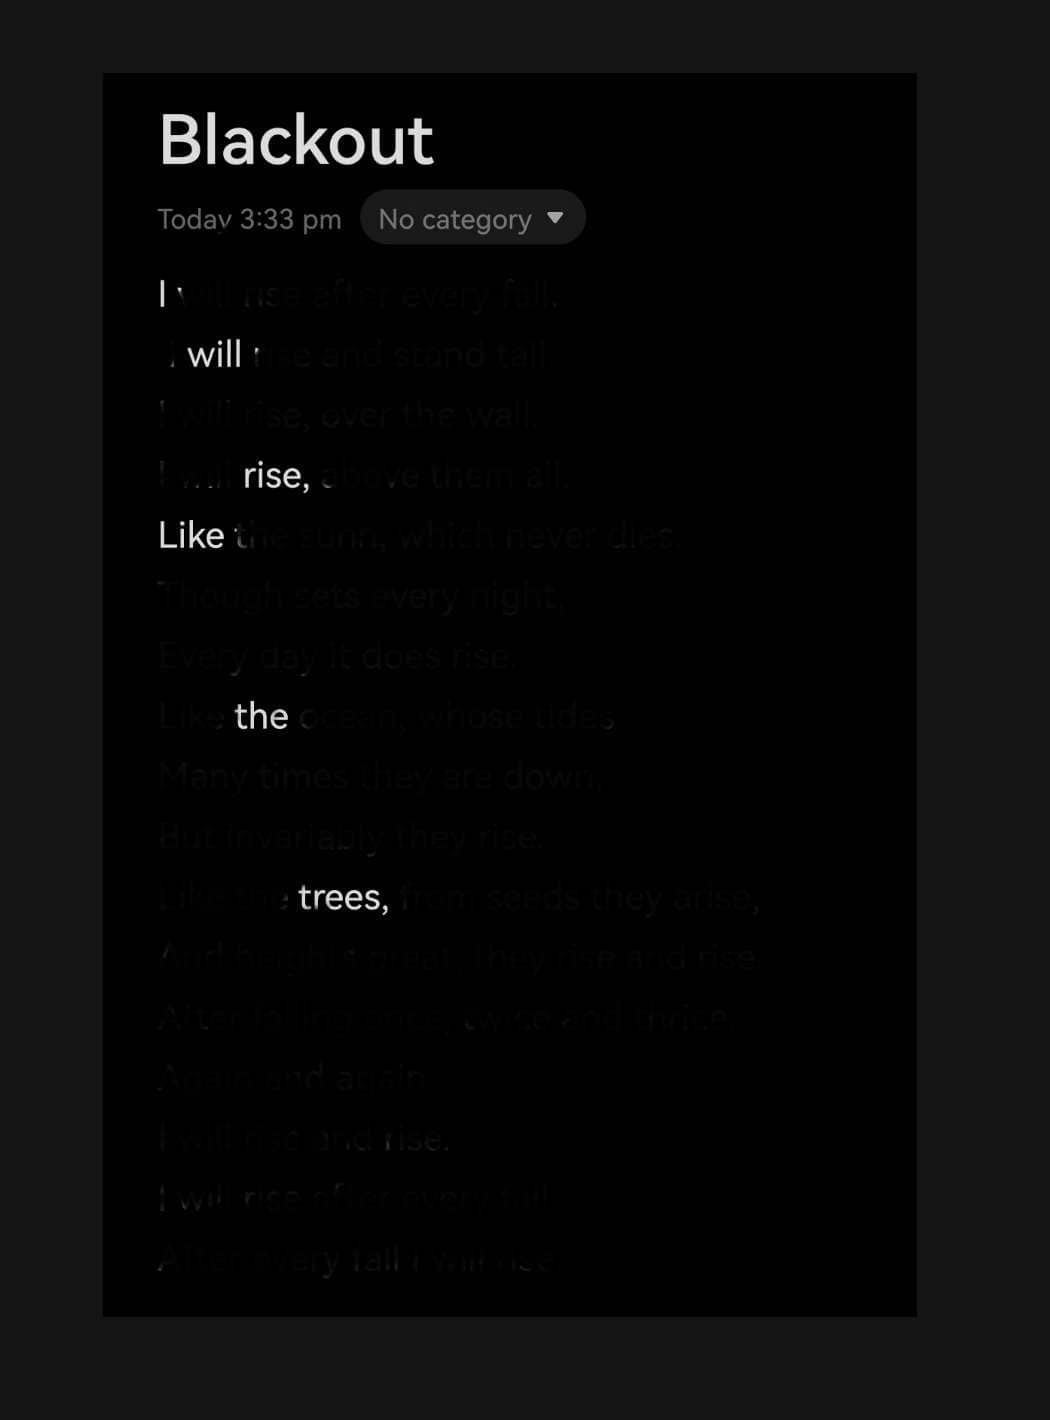 Blackout
Today 3:33 pm No category
I will rise after every fall.
I will rise and stand tall.
I will rise, over the wall.
I will rise, above them all.
Like the sunn, which never dies.
Though sets every night,
Every day it does rise.
Like the ocean, whose tides
Many times they are down,
But invariably they rise.
Like the trees, from seeds they arise,
And heights great, they rise and rise.
After falling once, twice and thrice.
Again and again
I will rise and rise.
I will rise after every fall
After every fall I will rise.